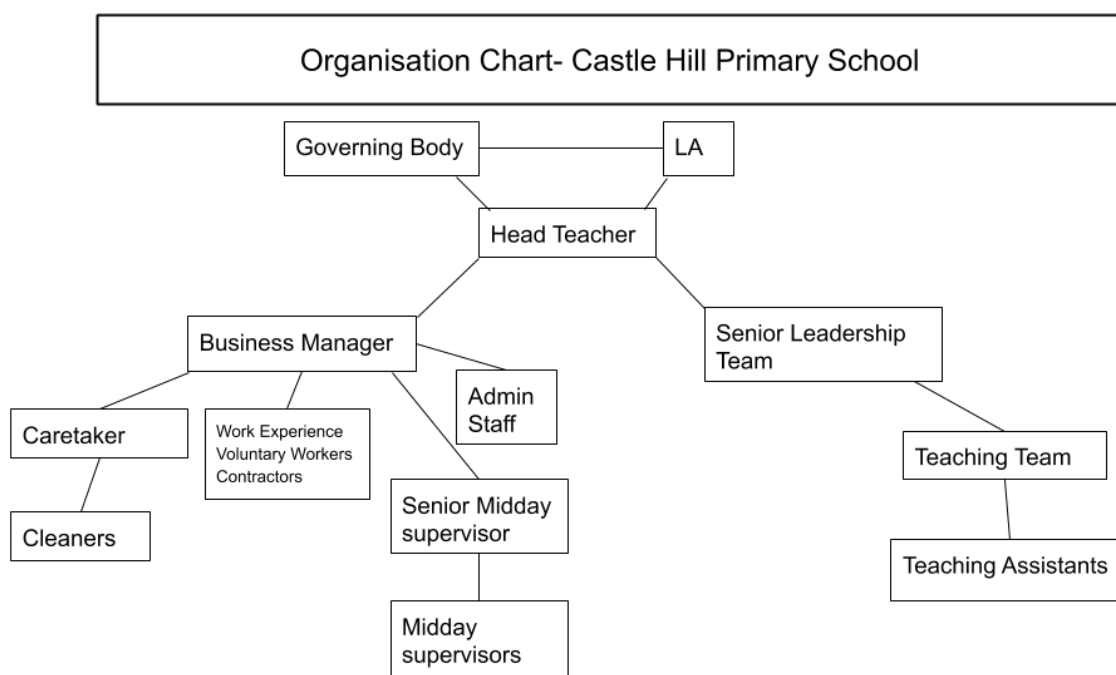 Organisation Chart- Castle Hill Primary School
Governing Body
LA
Head Teacher
Business Manager
Senior Leadership
Team
Admin
Staff
Caretaker
Work Experience
Voluntary Workers
Contractors
Teaching Team
Senior Midday
supervisor
Cleaners
Teaching Assistants
Midday
supervisors